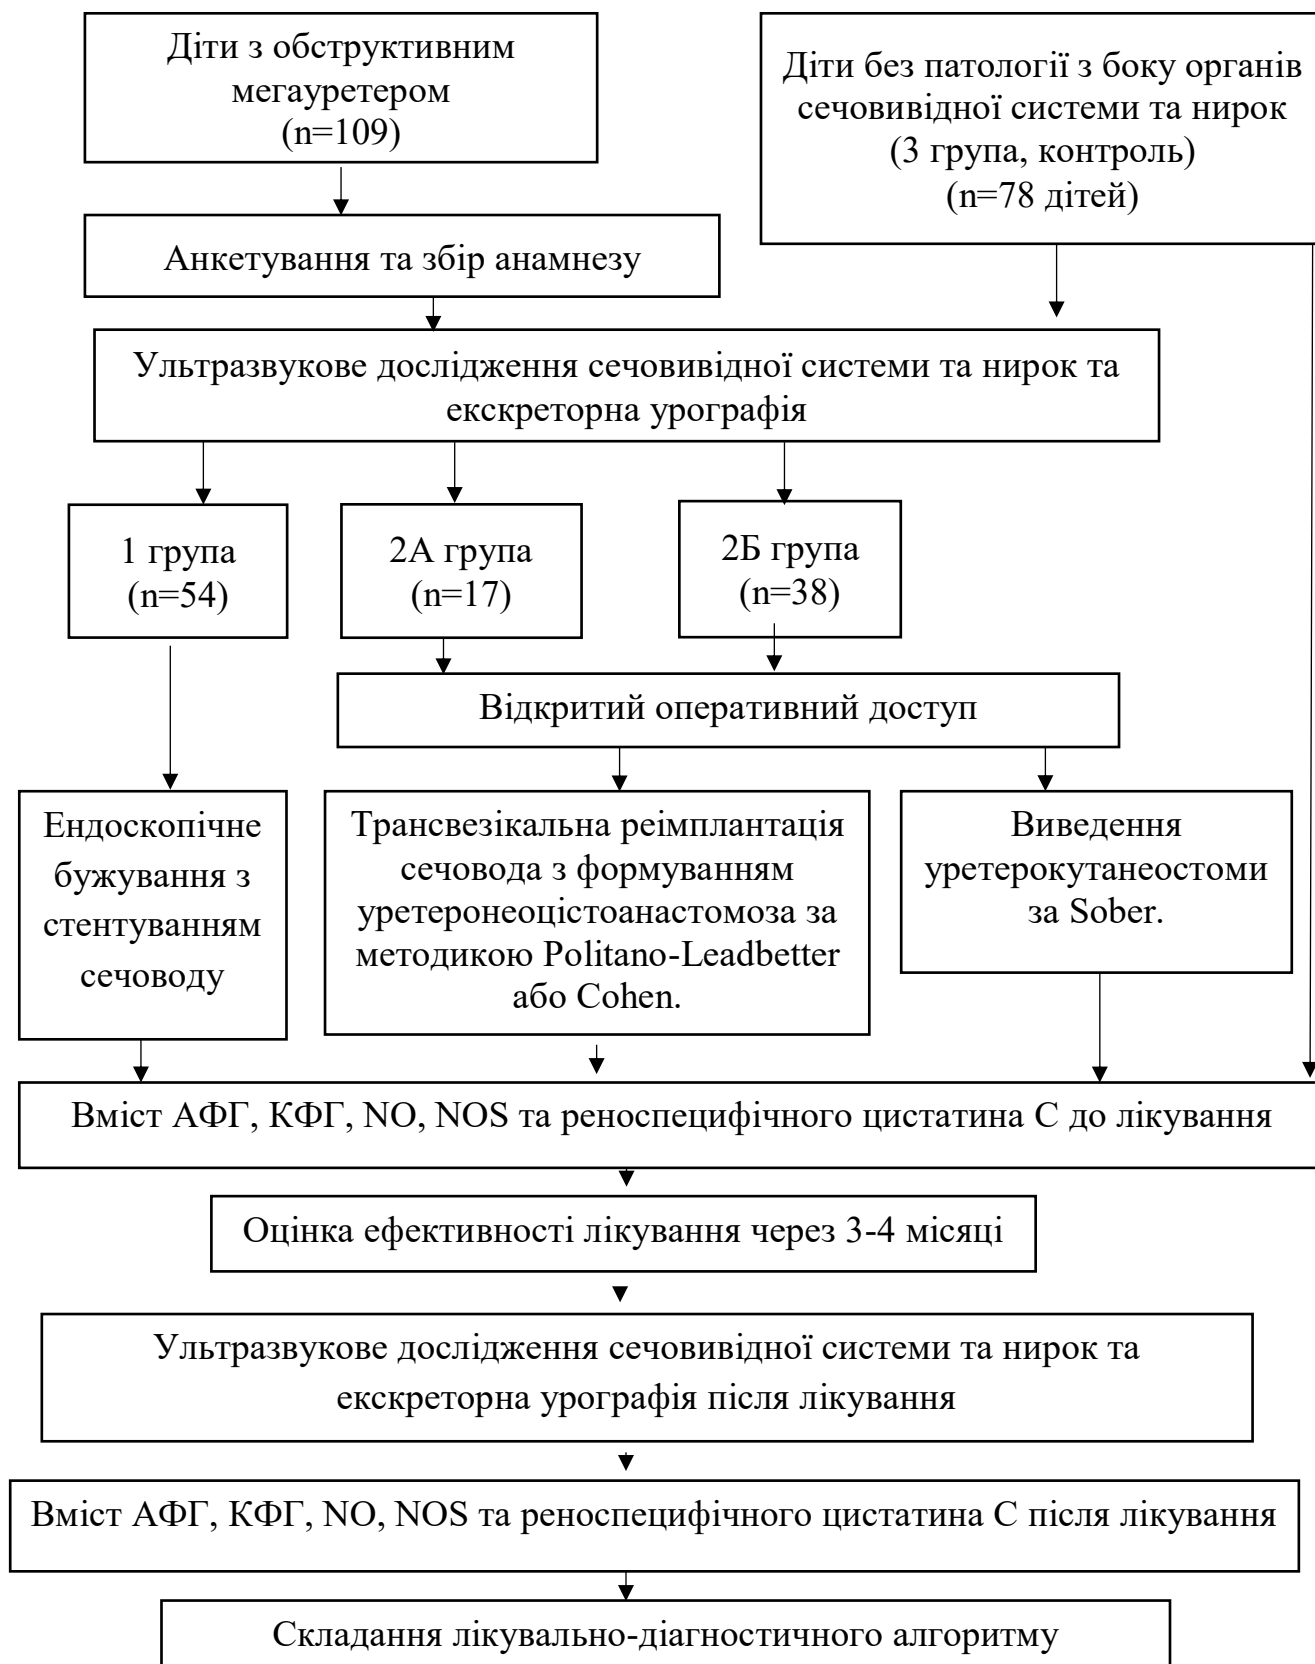 Діти з обструктивним
мегауретером
(n=109)
Діти без патології з боку органів
сечовивідної системи та нирок
(3 група, контроль)
(n=78 дітей)
Анкетування та збір анамнезу
Ультразвукове дослідження сечовивідної системи та нирок та
екскреторна урографія
1 група
(n=54)
2А група
(n=17)
2Б група
(n=38)
Відкритий оперативний доступ
Ендоскопічне
бужування з
стентуванням
сечоводу
Трансвезікальна реімплантація
сечовода з формуванням
уретеронеоцістоанастомоза за
методикою Politano-Leadbetter
або Cohen.
Виведення
уретерокутанеостоми
за Sober.
Вміст АФГ, КФГ, NO, NOS та реноспецифічного цистатина С до лікування
Оцінка ефективності лікування через 3-4 місяці
Ультразвукове дослідження сечовивідної системи та нирок та
екскреторна урографія після лікування
Вміст АФГ, КФГ, NO, NOS та реноспецифічного цистатина С після лікування
Складання лікувально-діагностичного алгоритму